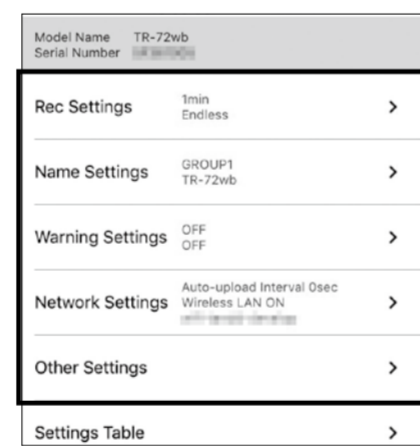 Model Name TR-72wb
Serial Number
Rec Settings 1min
Endless
Name Settings GROUP1
TR-72wb
Warning Settings OFF
OFF
Network Settings Auto-upload Interval 0sec
Wireless LAN ON
Other Settings
Settings Table